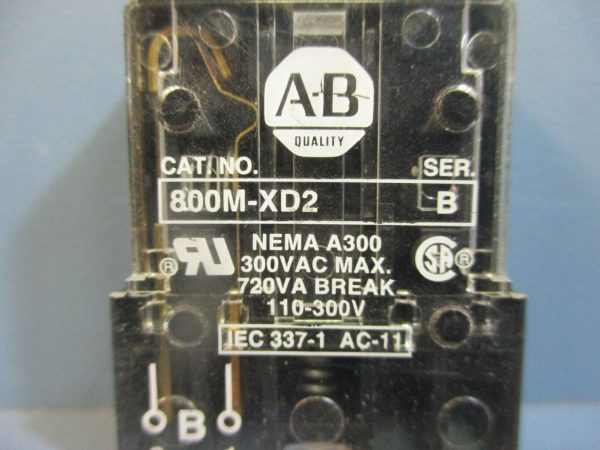 A-B
QUALITY
CAT. NO. SER.
800M-XD2 B
NEMA A300
300VAC MAX.
720VA BREAK
110-300V
IEC 337-1 AC-11
B